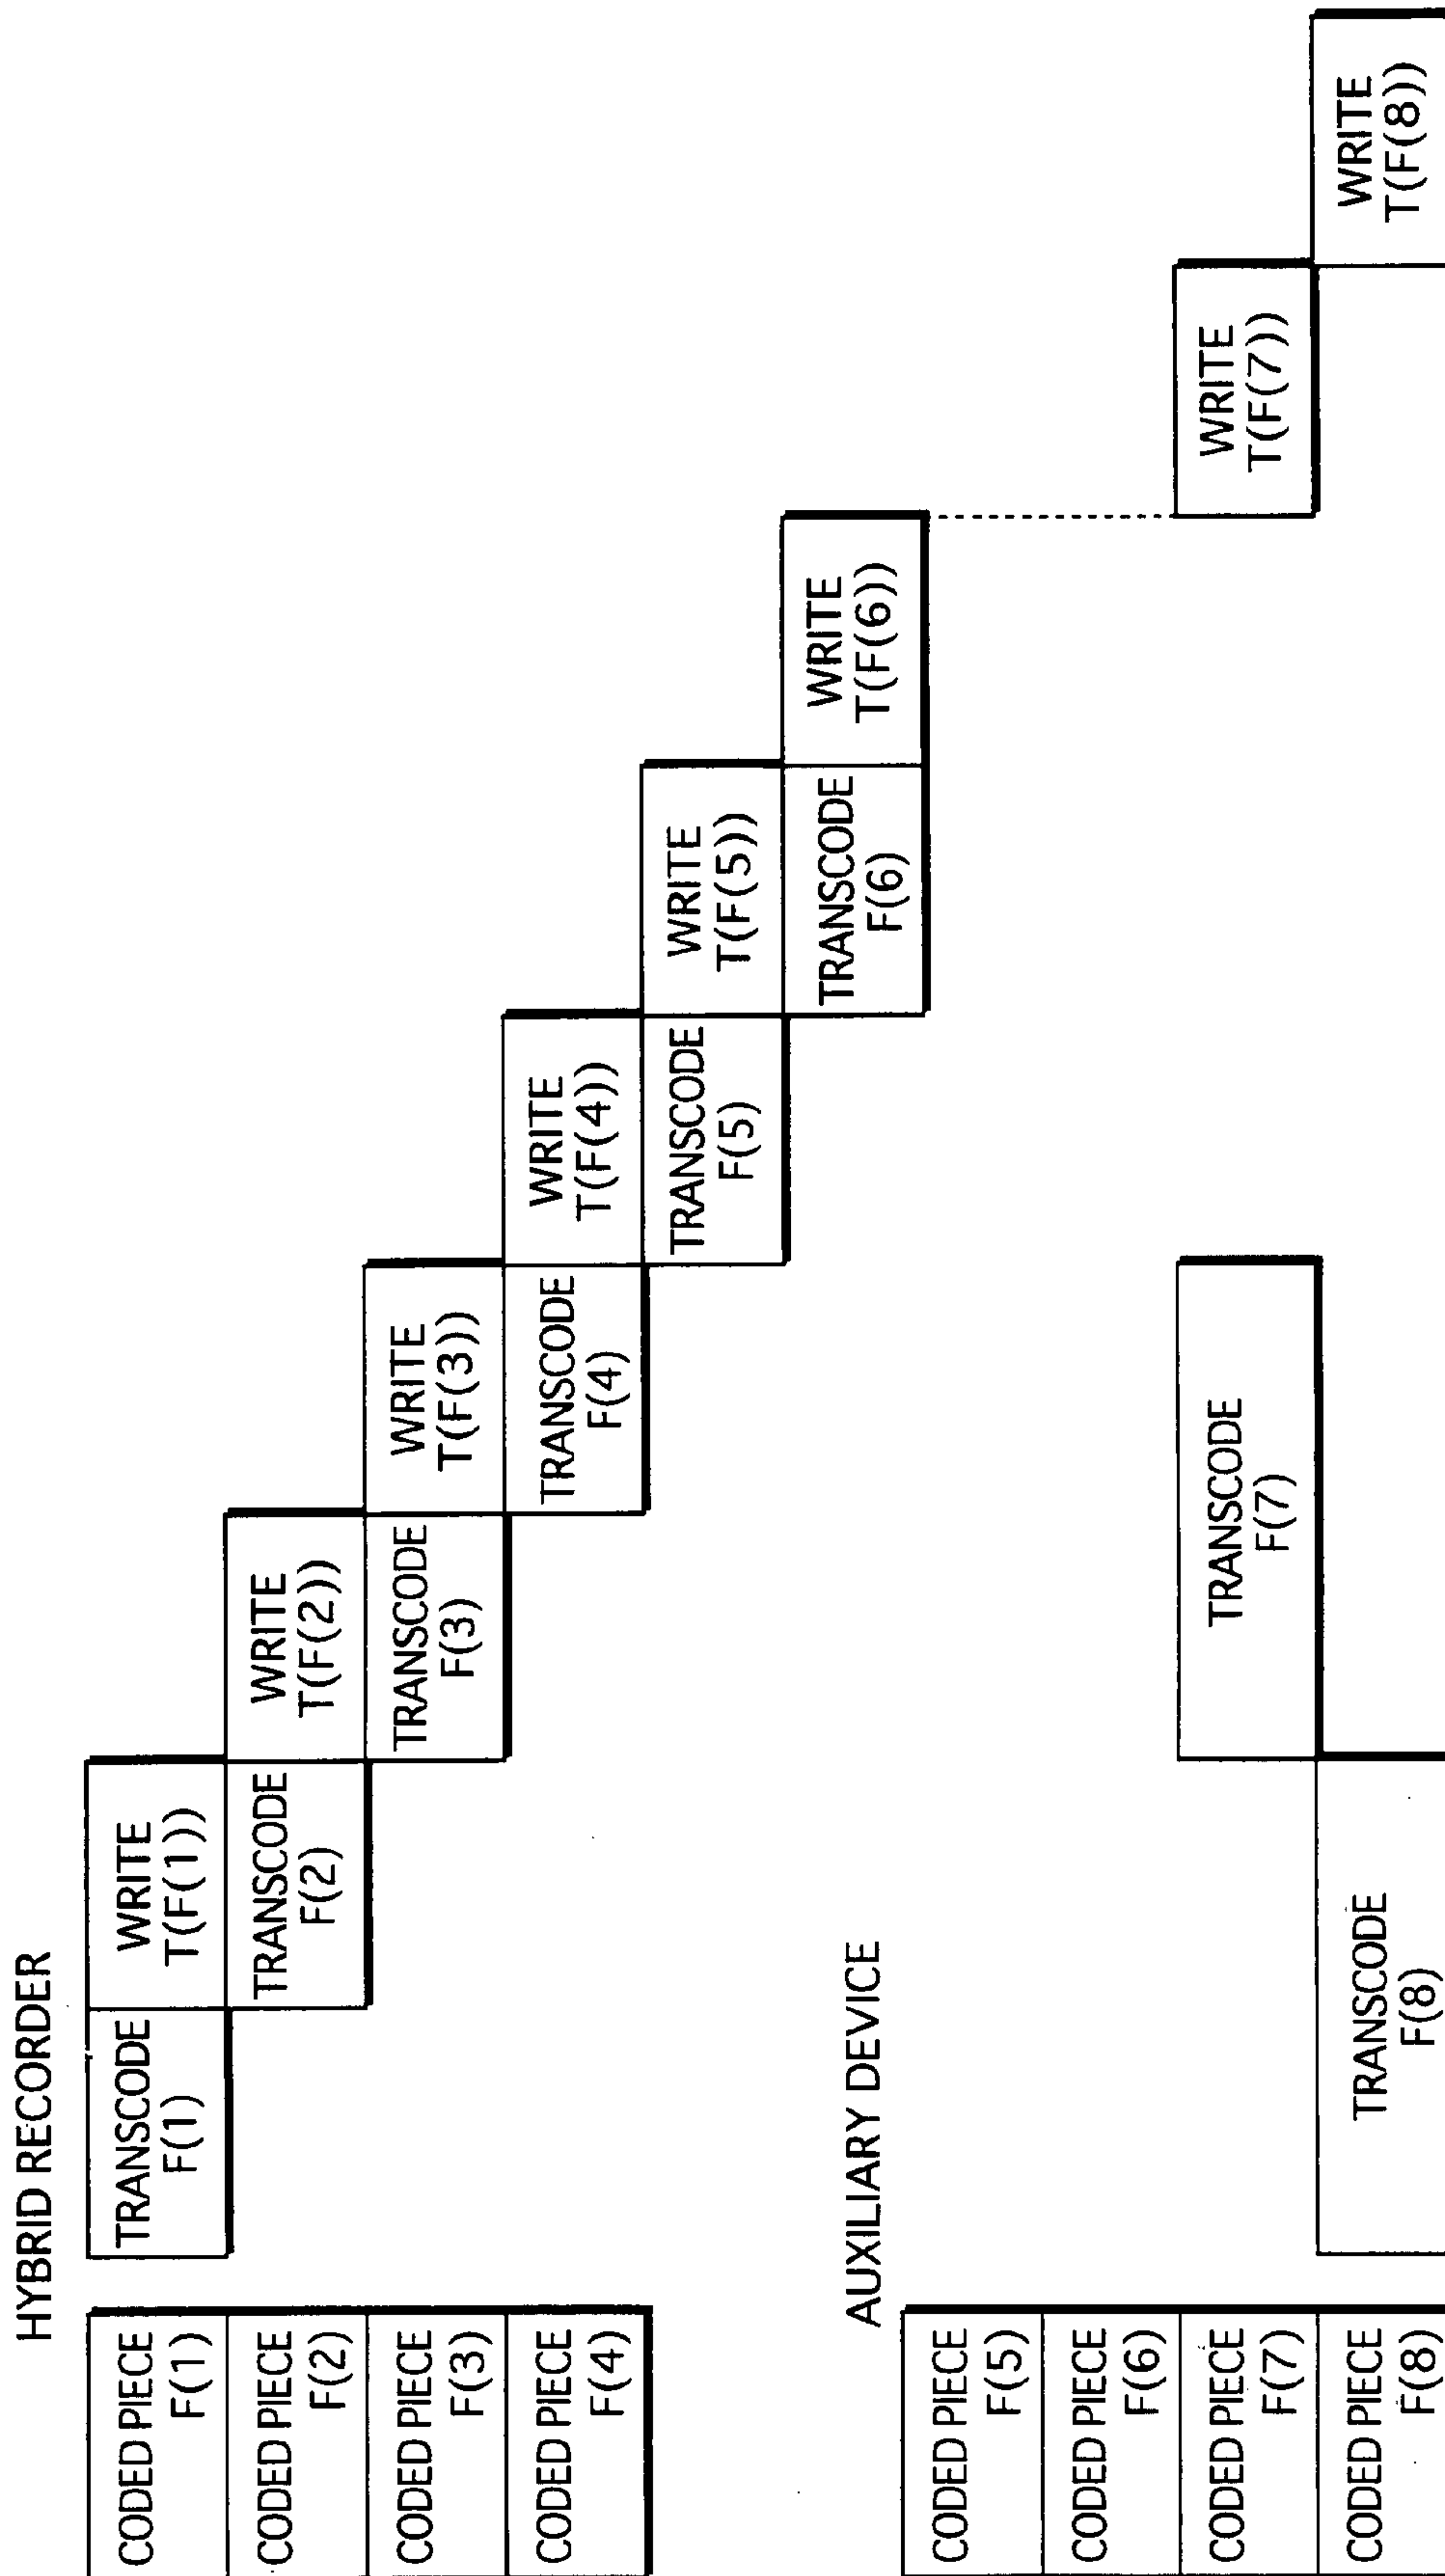 HYBRID RECORDER
CODED PIECE
F(1)
TRANSCODE
F(1)
WRITE
T(F(1))
CODED PIECE
F(2)
TRANSCODE
F(2)
WRITE
T(F(2))
CODED PIECE
F(3)
TRANSCODE
F(3)
WRITE
T(F(3))
CODED PIECE
F(4)
TRANSCODE
F(4)
WRITE
T(F(4))
TRANSCODE
F(5)
WRITE
T(F(5))
TRANSCODE
F(6)
WRITE
T(F(6))
AUXILIARY DEVICE
CODED PIECE
F(5)
CODED PIECE
F(6)
CODED PIECE
F(7)
TRANSCODE
F(7)
WRITE
T(F(7))
CODED PIECE
F(8)
TRANSCODE
F(8)
WRITE
T(F(8))